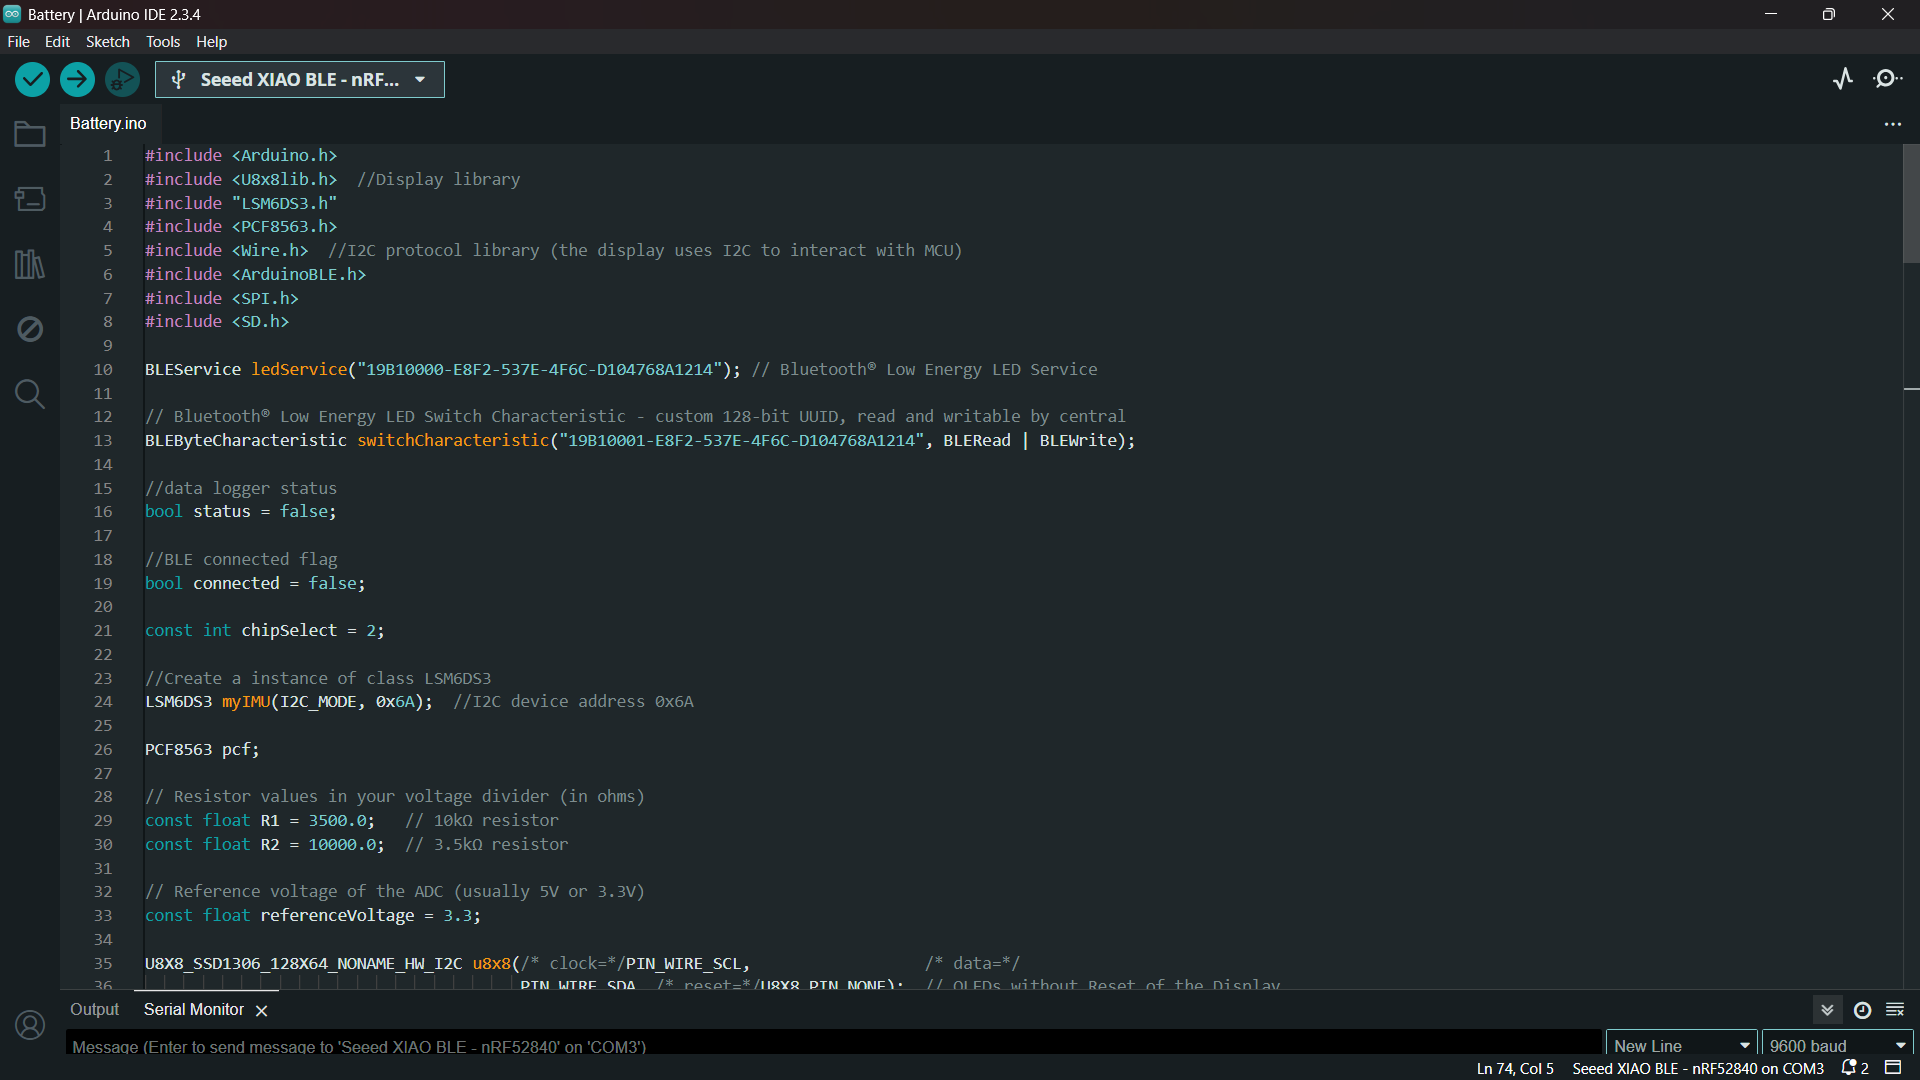 Battery | Arduino IDE 2.3.4
File Edit Sketch Tools Help
Seeed XIAO BLE - nRF...
Battery.ino
1 #include <Arduino.h>
2 #include <U8x8lib.h>  //Display library
3 #include "LSM6DS3.h"
4 #include <PCF8563.h>
5 #include <Wire.h>  //I2C protocol library (the display uses I2C to interact with MCU)
6 #include <ArduinoBLE.h>
7 #include <SPI.h>
8 #include <SD.h>
9
10 BLEService ledService("19B10000-E8F2-537E-4F6C-D104768A1214"); // Bluetooth® Low Energy LED Service
11
12 // Bluetooth® Low Energy LED Switch Characteristic - custom 128-bit UUID, read and writable by central
13 BLEByteCharacteristic switchCharacteristic("19B10001-E8F2-537E-4F6C-D104768A1214", BLERead | BLEWrite);
14
15 //data logger status
16 bool status = false;
17
18 //BLE connected flag
19 bool connected = false;
20
21 const int chipSelect = 2;
22
23 //Create a instance of class LSM6DS3
24 LSM6DS3 myIMU(I2C_MODE, 0x6A);  //I2C device address 0x6A
25
26 PCF8563 pcf;
27
28 // Resistor values in your voltage divider (in ohms)
29 const float R1 = 3500.0;   // 10kΩ resistor
30 const float R2 = 10000.0;  // 3.5kΩ resistor
31
32 // Reference voltage of the ADC (usually 5V or 3.3V)
33 const float referenceVoltage = 3.3;
34
35 U8X8_SSD1306_128X64_NONAME_HW_I2C u8x8(/* clock=*/PIN_WIRE_SCL, /* data=*/
36 PIN_WIRE_SDA, /* reset=*/U8X8_PIN_NONE);  // OLEDs without Reset of the Display
Output Serial Monitor
Message (Enter to send message to 'Seeed XIAO BLE - nRF52840' on 'COM3')
New Line 9600 baud
Ln 74, Col 5 Seeed XIAO BLE - nRF52840 on COM3 2